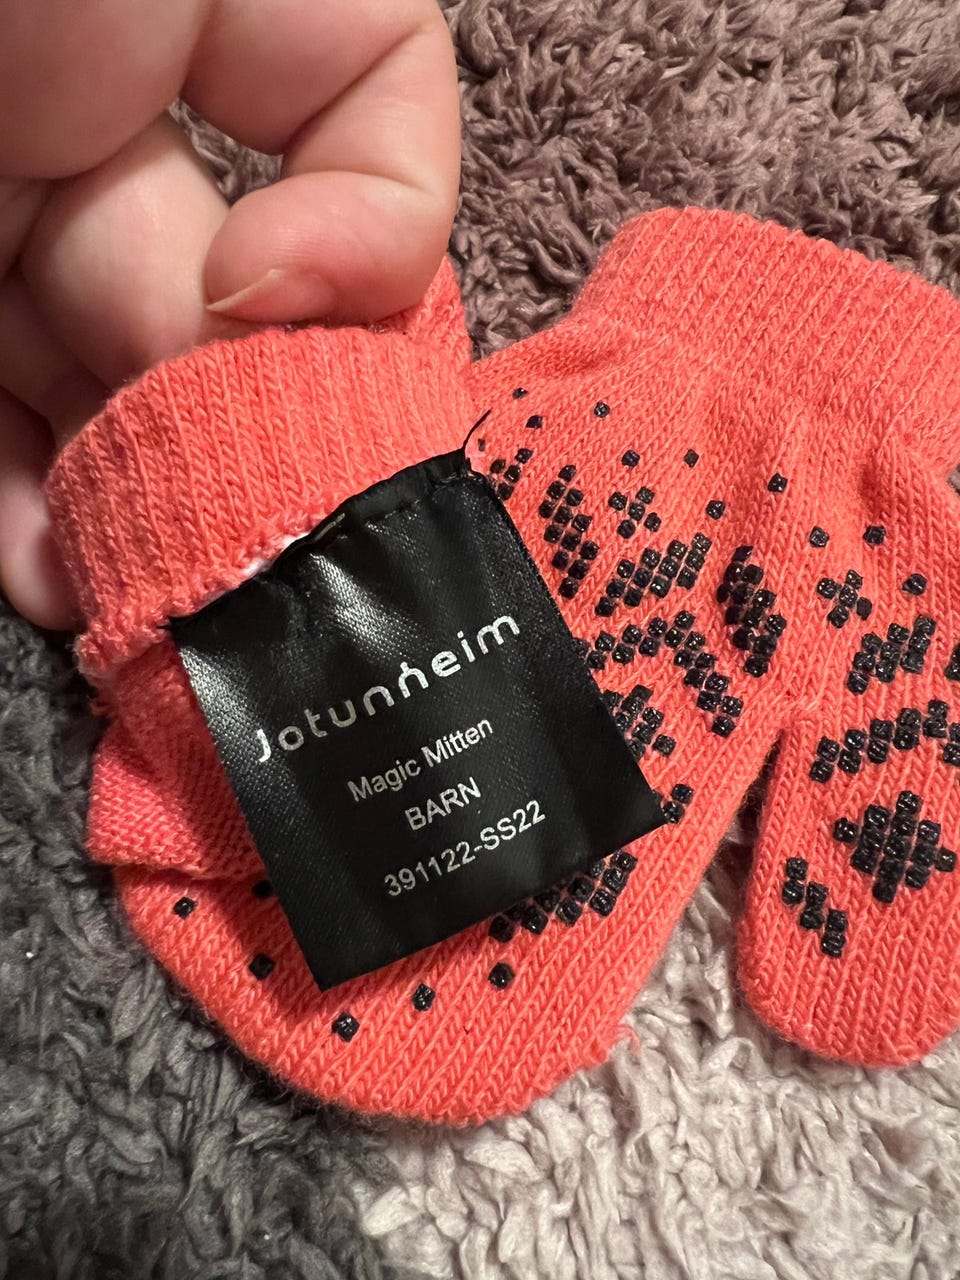 jotunheim
Magic Mitten
BARN
391122-SS22